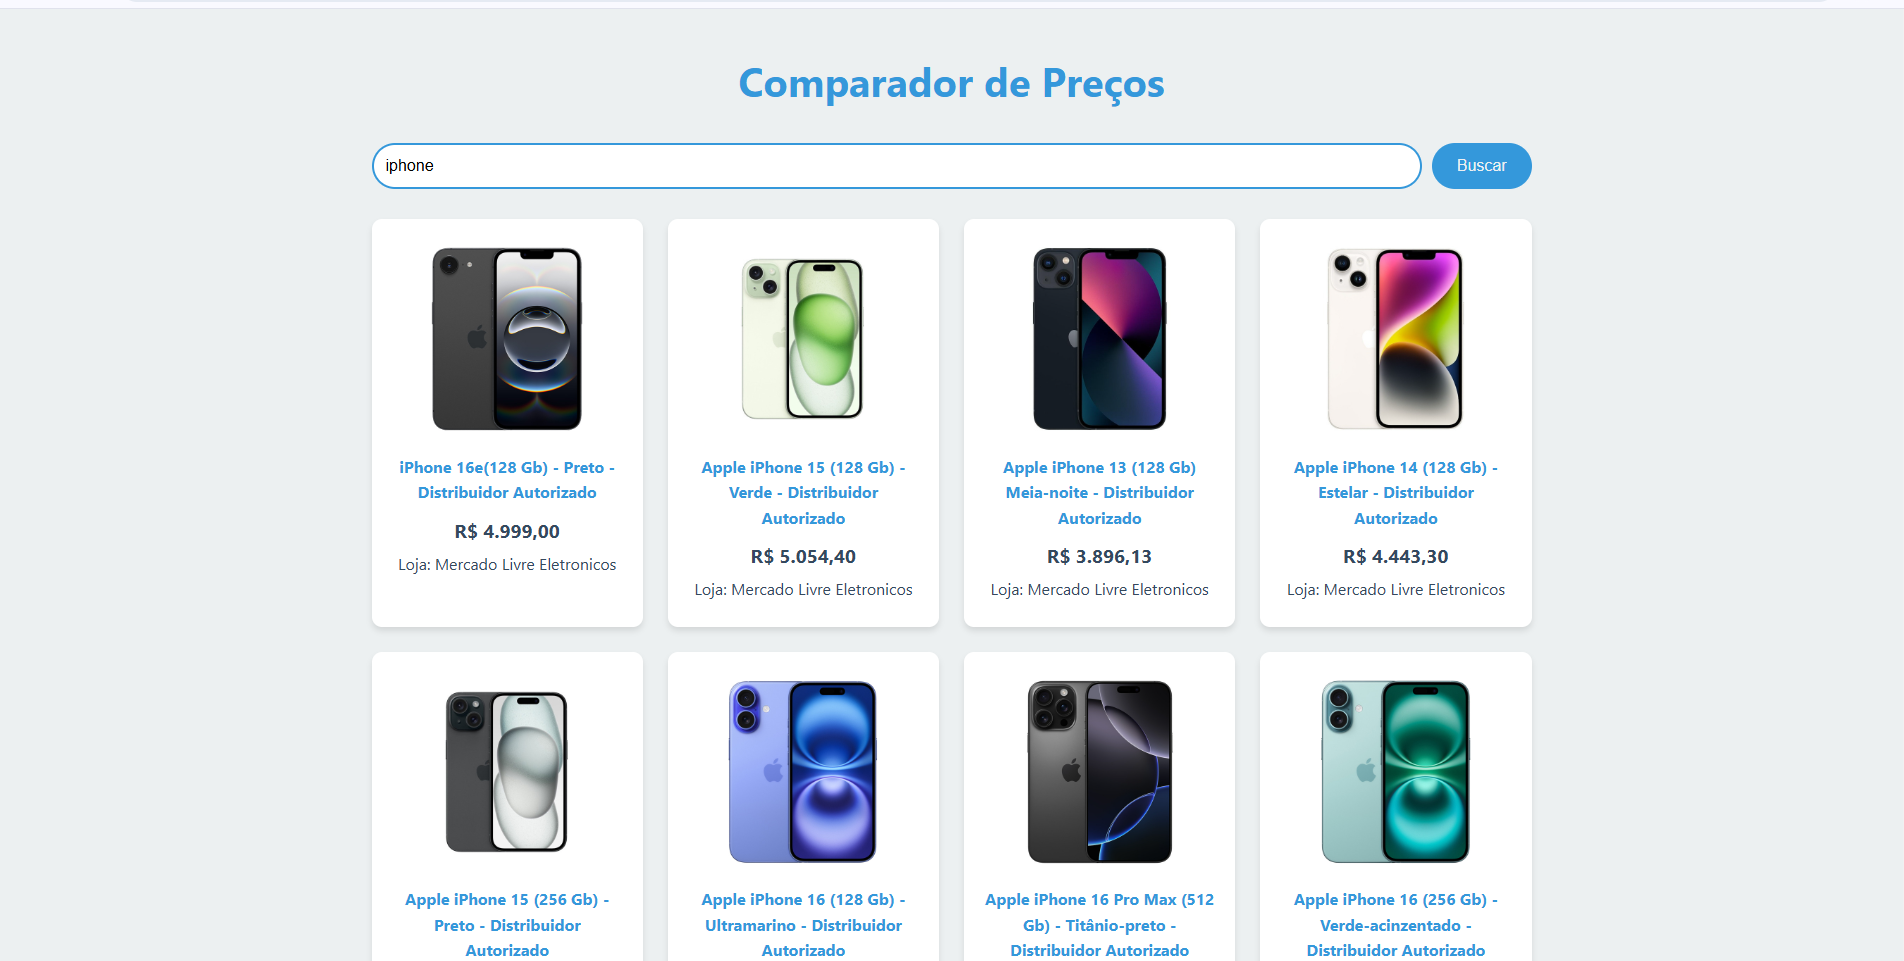 Comparador de Preços
iphone
Buscar
iPhone 16e(128 Gb) - Preto -
Distribuidor Autorizado
R$ 4.999,00
Loja: Mercado Livre Eletronicos
Apple iPhone 15 (128 Gb) -
Verde - Distribuidor
Autorizado
R$ 5.054,40
Loja: Mercado Livre Eletronicos
Apple iPhone 13 (128 Gb)
Meia-noite - Distribuidor
Autorizado
R$ 3.896,13
Loja: Mercado Livre Eletronicos
Apple iPhone 14 (128 Gb) -
Estelar - Distribuidor
Autorizado
R$ 4.443,30
Loja: Mercado Livre Eletronicos
Apple iPhone 15 (256 Gb) -
Preto - Distribuidor
Autorizado
Apple iPhone 16 (128 Gb) -
Ultramarino - Distribuidor
Autorizado
Apple iPhone 16 Pro Max (512
Gb) - Titânio-preto -
Distribuidor Autorizado
Apple iPhone 16 (256 Gb) -
Verde-acinzentado -
Distribuidor Autorizado